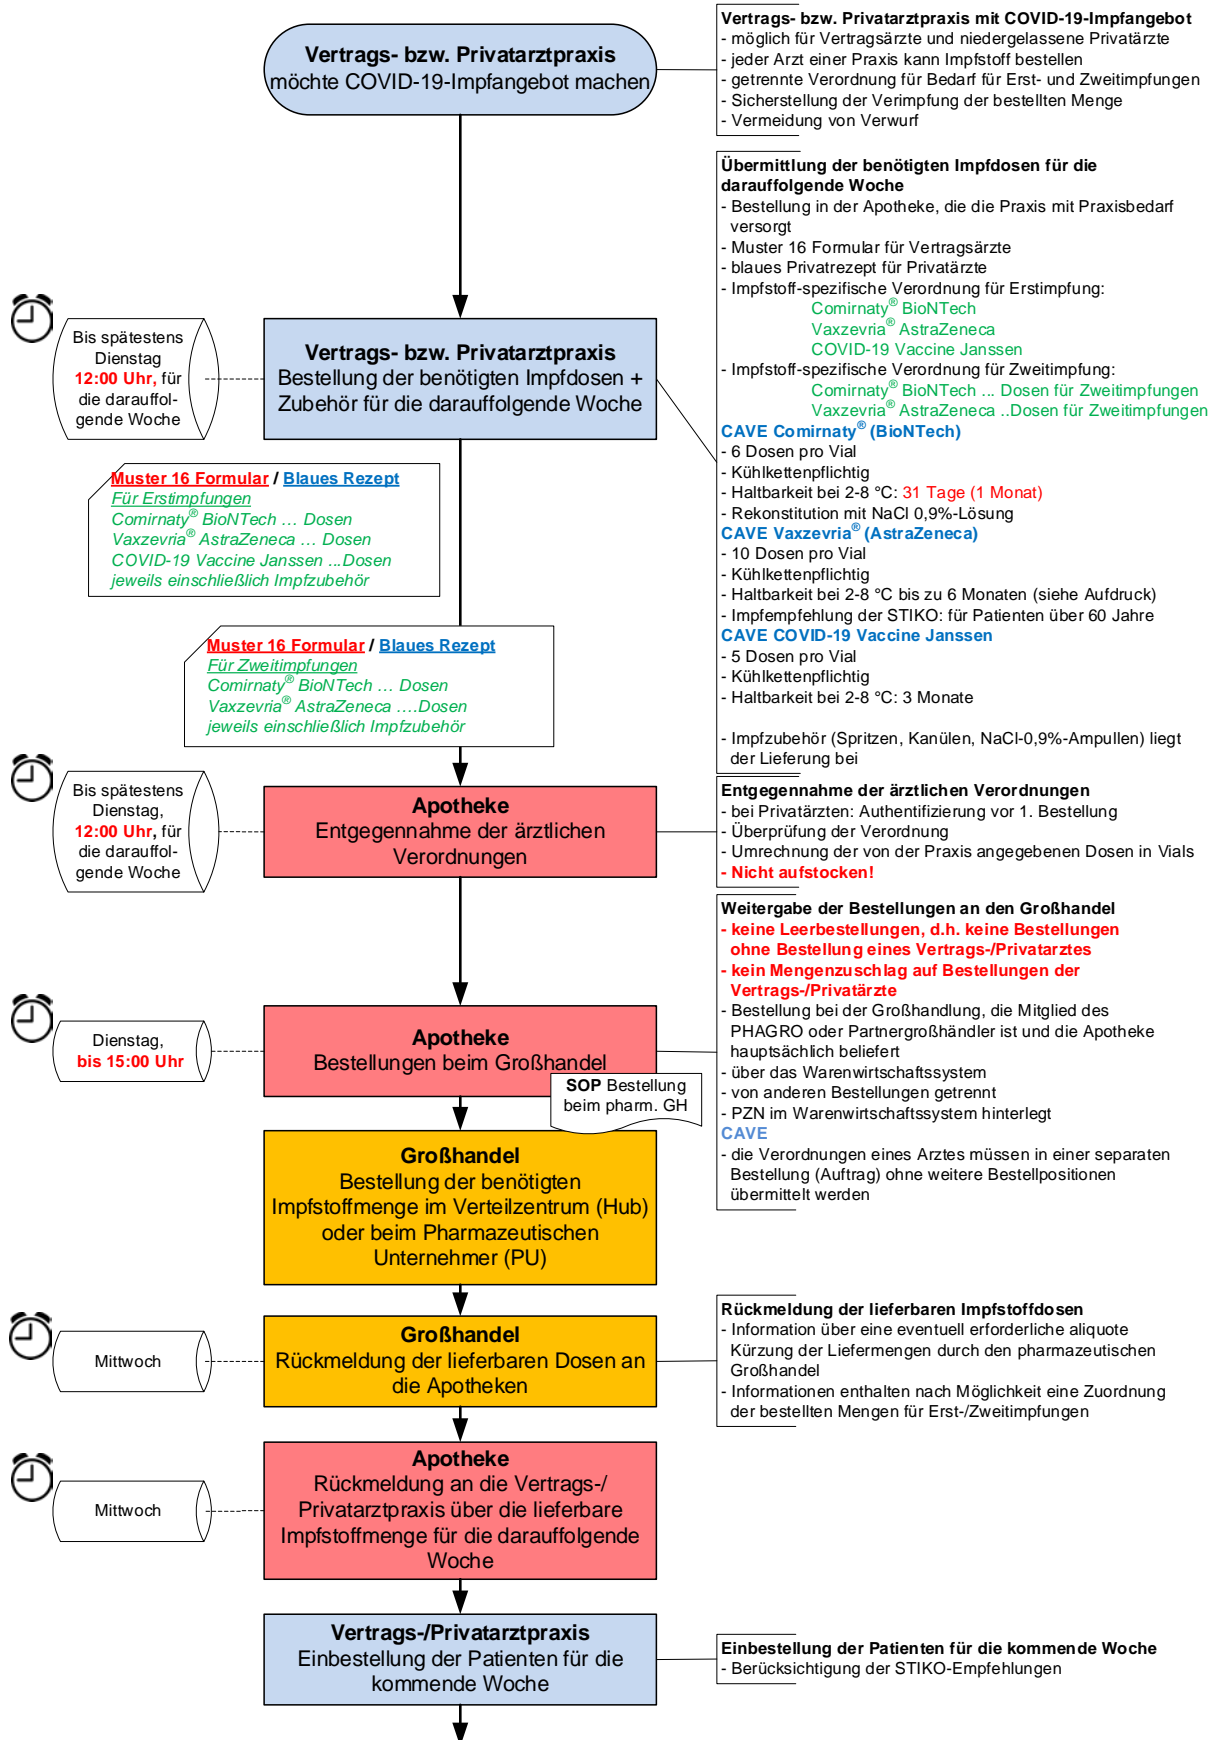 Vertrags- bzw. Privatarztpraxis
möchte COVID-19-Impfangebot machen
Vertrags- bzw. Privatarztpraxis mit COVID-19-Impfangebot
- möglich für Vertragsärzte und niedergelassene Privatärzte
- jeder Arzt einer Praxis kann Impfstoff bestellen
- getrennte Verordnung für Bedarf für Erst- und Zweitimpfungen
- Sicherstellung der Verimpfung der bestellten Menge
- Vermeidung von Verwurf
Bis spätestens
Dienstag
12:00 Uhr, für
die darauffol-
gende Woche
Vertrags- bzw. Privatarztpraxis
Bestellung der benötigten Impfdosen +
Zubehör für die darauffolgende Woche
Übermittlung der benötigten Impfdosen für die
darauffolgende Woche
- Bestellung in der Apotheke, die die Praxis mit Praxisbedarf
versorgt
- Muster 16 Formular für Vertragsärzte
- blaues Privatrezept für Privatärzte
- Impfstoff-spezifische Verordnung für Erstimpfung:
Comirnaty® BioNTech
Vaxzevria® AstraZeneca
COVID-19 Vaccine Janssen
- Impfstoff-spezifische Verordnung für Zweitimpfung:
Comirnaty® BioNTech ... Dosen für Zweitimpfungen
Vaxzevria® AstraZeneca ..Dosen für Zweitimpfungen
CAVE Comirnaty® (BioNTech)
- 6 Dosen pro Vial
- Kühlkettenpflichtig
- Haltbarkeit bei 2-8 °C: 31 Tage (1 Monat)
- Rekonstitution mit NaCl 0,9%-Lösung
CAVE Vaxzevria® (AstraZeneca)
- 10 Dosen pro Vial
- Kühlkettenpflichtig
- Haltbarkeit bei 2-8 °C bis zu 6 Monaten (siehe Aufdruck)
- Impfempfehlung der STIKO: für Patienten über 60 Jahre
CAVE COVID-19 Vaccine Janssen
- 5 Dosen pro Vial
- Kühlkettenpflichtig
- Haltbarkeit bei 2-8 °C: 3 Monate
- Impfzubehör (Spritzen, Kanülen, NaCl-0,9%-Ampullen) liegt
der Lieferung bei
Muster 16 Formular / Blaues Rezept
Für Erstimpfungen
Comirnaty® BioNTech … Dosen
Vaxzevria® AstraZeneca … Dosen
COVID-19 Vaccine Janssen ...Dosen
jeweils einschließlich Impfzubehör
Muster 16 Formular / Blaues Rezept
Für Zweitimpfungen
Comirnaty® BioNTech … Dosen
Vaxzevria® AstraZeneca ….Dosen
jeweils einschließlich Impfzubehör
Bis spätestens
Dienstag,
12:00 Uhr, für
die darauffol-
gende Woche
Apotheke
Entgegennahme der ärztlichen
Verordnungen
Entgegennahme der ärztlichen Verordnungen
- bei Privatärzten: Authentifizierung vor 1. Bestellung
- Überprüfung der Verordnung
- Umrechnung der von der Praxis angegebenen Dosen in Vials
- Nicht aufstocken!
Dienstag,
bis 15:00 Uhr
Apotheke
Bestellungen beim Großhandel
SOP Bestellung
beim pharm. GH
Weitergabe der Bestellungen an den Großhandel
- keine Leerbestellungen, d.h. keine Bestellungen
ohne Bestellung eines Vertrags-/Privatarztes
- kein Mengenzuschlag auf Bestellungen der
Vertrags-/Privatärzte
- Bestellung bei der Großhandlung, die Mitglied des
PHAGRO oder Partnergroßhändler ist und die Apotheke
hauptsächlich beliefert
- über das Warenwirtschaftssystem
- von anderen Bestellungen getrennt
- PZN im Warenwirtschaftssystem hinterlegt
CAVE
- die Verordnungen eines Arztes müssen in einer separaten
Bestellung (Auftrag) ohne weitere Bestellpositionen
übermittelt werden
Großhandel
Bestellung der benötigten
Impfstoffmenge im Verteilzentrum (Hub)
oder beim Pharmazeutischen
Unternehmer (PU)
Mittwoch
Großhandel
Rückmeldung der lieferbaren Dosen an
die Apotheken
Rückmeldung der lieferbaren Impfstoffdosen
- Information über eine eventuell erforderliche aliquote
Kürzung der Liefermengen durch den pharmazeutischen
Großhandel
- Informationen enthalten nach Möglichkeit eine Zuordnung
der bestellten Mengen für Erst-/Zweitimpfungen
Mittwoch
Apotheke
Rückmeldung an die Vertrags-/
Privatarztpraxis über die lieferbare
Impfstoffmenge für die darauffolgende
Woche
Vertrags-/Privatarztpraxis
Einbestellung der Patienten für die
kommende Woche
Einbestellung der Patienten für die kommende Woche
- Berücksichtigung der STIKO-Empfehlungen